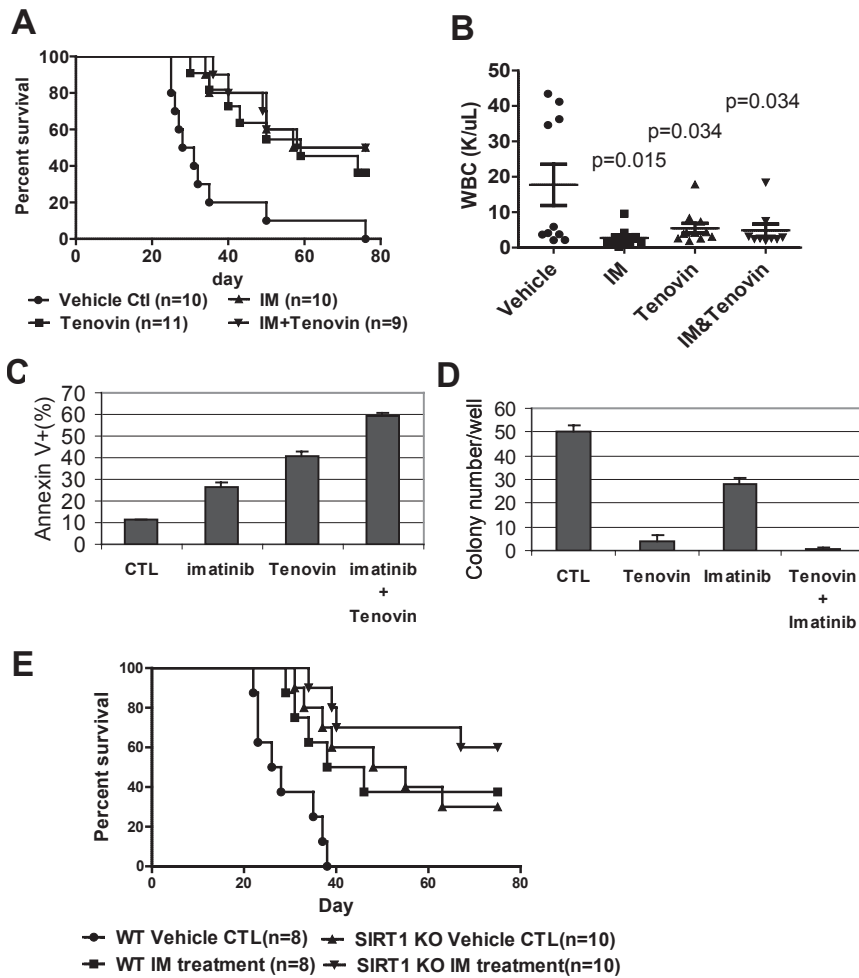 A
Percent survival
100
80
60
40
20
0
0 20 40 60 80
day
Vehicle Ctl (n=10) IM (n=10)
Tenovin (n=11) IM+Tenovin (n=9)
B
WBC (K/uL)
50
40
30
20
10
0
p=0.015
p=0.034
p=0.034
Vehicle
IM
Tenovin
IM&Tenovin
C
Annexin V+(%)
70
60
50
40
30
20
10
0
CTL imatinib Tenovin imatinib
+
Tenovin
D
Colony number/well
60
50
40
30
20
10
0
CTL Tenovin Imatinib Tenovin
+
Imatinib
E
Percent survival
100
80
60
40
20
0
0 20 40 60 80
Day
WT Vehicle CTL(n=8) SIRT1 KO Vehicle CTL(n=10)
WT IM treatment (n=8) SIRT1 KO IM treatment(n=10)